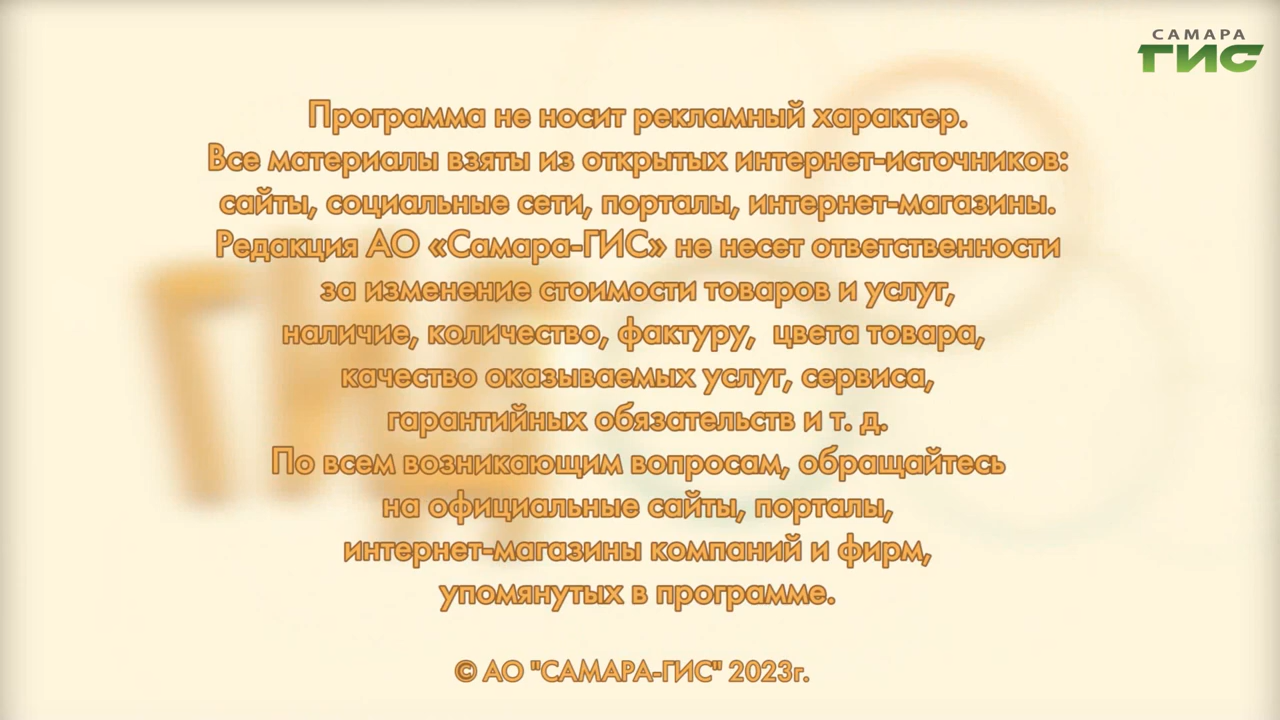 САМАРА
ГИС
Программа не носит рекламный характер.
Все материалы взяты из открытых интернет-источников:
сайты, социальные сети, порталы, интернет-магазины.
Редакция АО «Самара-ГИС» не несет ответственности
за изменение стоимости товаров и услуг,
наличие, количество, фактуру, цвета товара,
качество оказываемых услуг, сервиса,
гарантийных обязательств и т. д.
По всем возникающим вопросам, обращайтесь
на официальные сайты, порталы,
интернет-магазины компаний и фирм,
упомянутых в программе.
© АО "САМАРА-ГИС" 2023г.